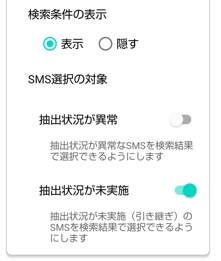 検索条件の表示
表示
隠す
SMS選択の対象
抽出状況が異常
抽出状況が異常なSMSを検索結果
で選択できるようにします
抽出状況が未実施
抽出状況が未実施（引き継ぎ）の
SMSを検索結果で選択できるよう
にします